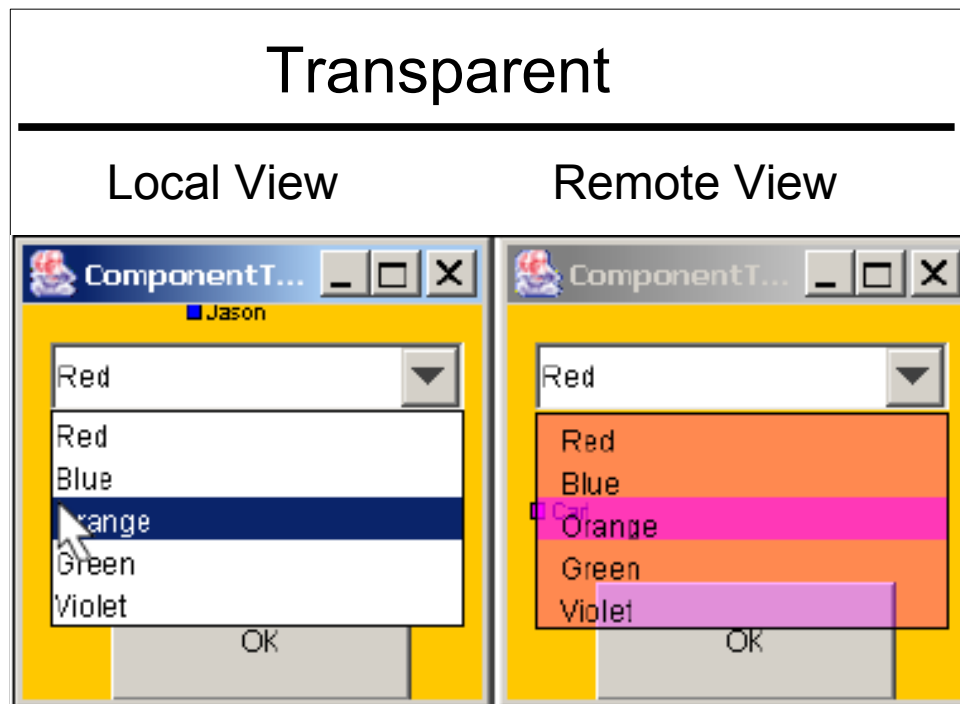 Transparent
Local View
Remote View
ComponentT...
Jason
Red
Red
Blue
Orange
Green
Violet
OK
ComponentT...
Red
Red
Blue
Carl
Orange
Green
Violet
OK